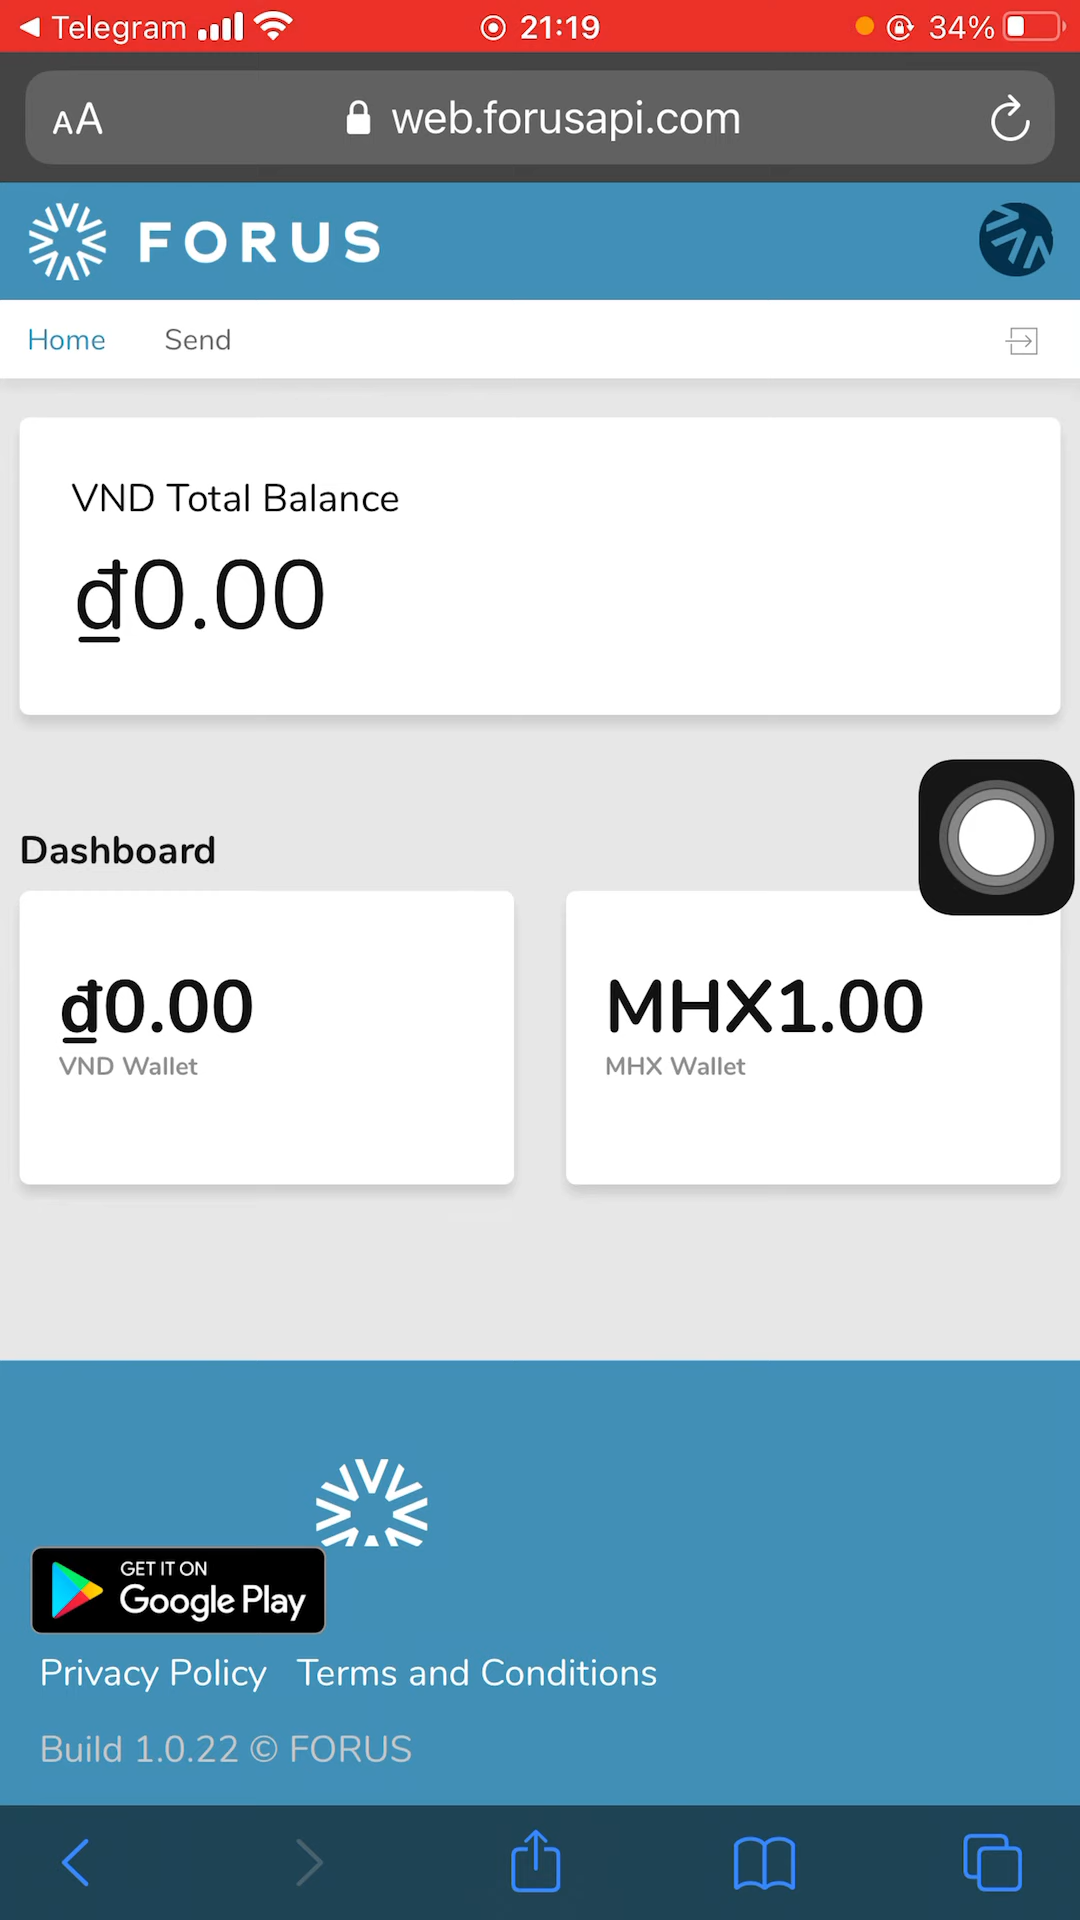 Telegram
21:19
34%
AA
web.forusapi.com
FORUS
Home
Send
VND Total Balance
₫0.00
Dashboard
₫0.00
VND Wallet
MHX1.00
MHX Wallet
GET IT ON
Google Play
Privacy Policy
Terms and Conditions
Build 1.0.22 © FORUS